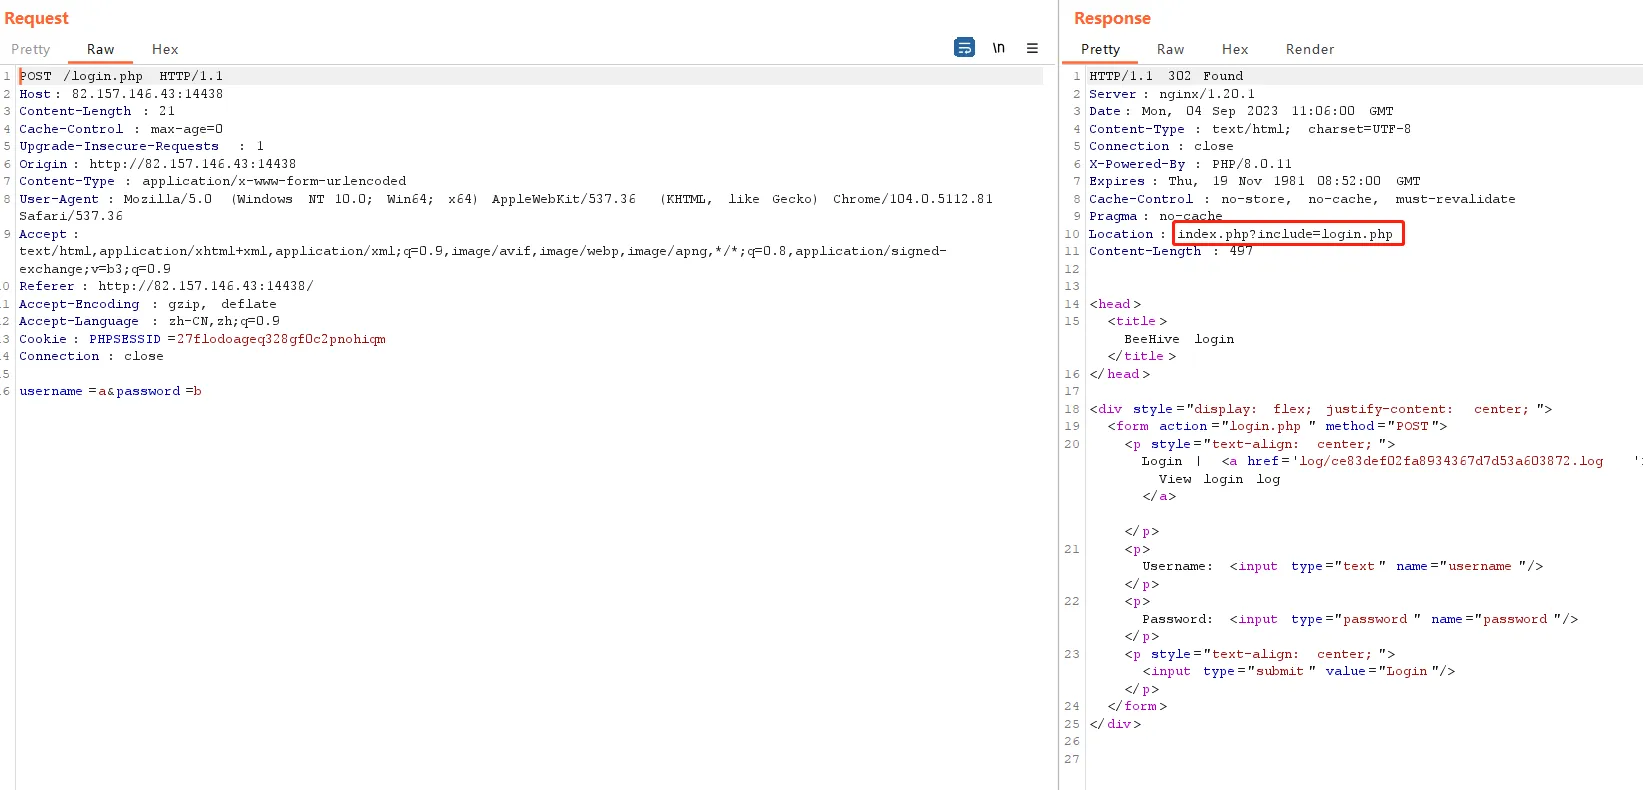 Request
Pretty Raw Hex \n
1 POST /login.php HTTP/1.1
2 Host : 82.157.146.43:14438
3 Content-Length : 21
4 Cache-Control : max-age=0
5 Upgrade-Insecure-Requests : 1
6 Origin : http://82.157.146.43:14438
7 Content-Type : application/x-www-form-urlencoded
8 User-Agent : Mozilla/5.0 (Windows NT 10.0; Win64; x64) AppleWebKit/537.36 (KHTML, like Gecko) Chrome/104.0.5112.81
Safari/537.36
9 Accept :
text/html,application/xhtml+xml,application/xml;q=0.9,image/avif,image/webp,image/apng,*/*;q=0.8,application/signed-
exchange;v=b3;q=0.9
0 Referer : http://82.157.146.43:14438/
1 Accept-Encoding : gzip, deflate
2 Accept-Language : zh-CN,zh;q=0.9
3 Cookie : PHPSESSID =27flodoageq328gf0c2pnohiqm
4 Connection : close
5
6 username =a&password =b
Response
Pretty Raw Hex Render
1 HTTP/1.1 302 Found
2 Server : nginx/1.20.1
3 Date : Mon, 04 Sep 2023 11:06:00 GMT
4 Content-Type : text/html; charset=UTF-8
5 Connection : close
6 X-Powered-By : PHP/8.0.11
7 Expires : Thu, 19 Nov 1981 08:52:00 GMT
8 Cache-Control : no-store, no-cache, must-revalidate
9 Pragma : no-cache
10 Location : index.php?include=login.php
11 Content-Length : 497
12
13
14 <head >
15 <title >
BeeHive login
</title >
16 </head >
17
18 <div style ="display: flex; justify-content: center; ">
19 <form action ="login.php " method ="POST">
20 <p style ="text-align: center; ">
Login | <a href ='log/ce83def02fa8934367d7d53a603872.log '
View login log
</a>
</p>
21 <p>
Username: <input type ="text " name ="username "/>
</p>
22 <p>
Password: <input type ="password " name ="password "/>
</p>
23 <p style ="text-align: center; ">
<input type ="submit " value ="Login "/>
</p>
24 </form >
25 </div >
26
27